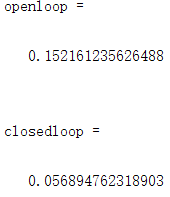 openloop =
0.152161235626488
closedloop =
0.056894762318903